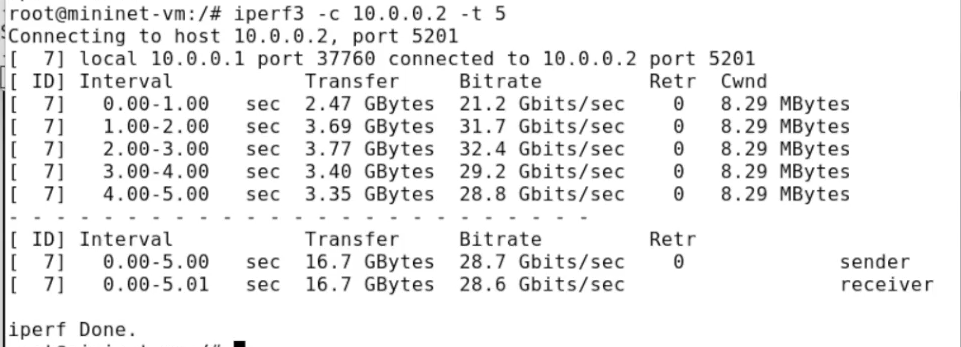 root@mininet-vm:/# iperf3 -c 10.0.0.2 -t 5
Connecting to host 10.0.0.2, port 5201
[  7] local 10.0.0.1 port 37760 connected to 10.0.0.2 port 5201
[ ID] Interval           Transfer     Bitrate         Retr  Cwnd
[  7]   0.00-1.00   sec  2.47 GBytes  21.2 Gbits/sec    0   8.29 MBytes
[  7]   1.00-2.00   sec  3.69 GBytes  31.7 Gbits/sec    0   8.29 MBytes
[  7]   2.00-3.00   sec  3.77 GBytes  32.4 Gbits/sec    0   8.29 MBytes
[  7]   3.00-4.00   sec  3.40 GBytes  29.2 Gbits/sec    0   8.29 MBytes
[  7]   4.00-5.00   sec  3.35 GBytes  28.8 Gbits/sec    0   8.29 MBytes
- - - - - - - - - - - - - - - - - - - - - - - - -
[ ID] Interval           Transfer     Bitrate         Retr
[  7]   0.00-5.00   sec  16.7 GBytes  28.7 Gbits/sec    0             sender
[  7]   0.00-5.01   sec  16.7 GBytes  28.6 Gbits/sec                  receiver
iperf Done.